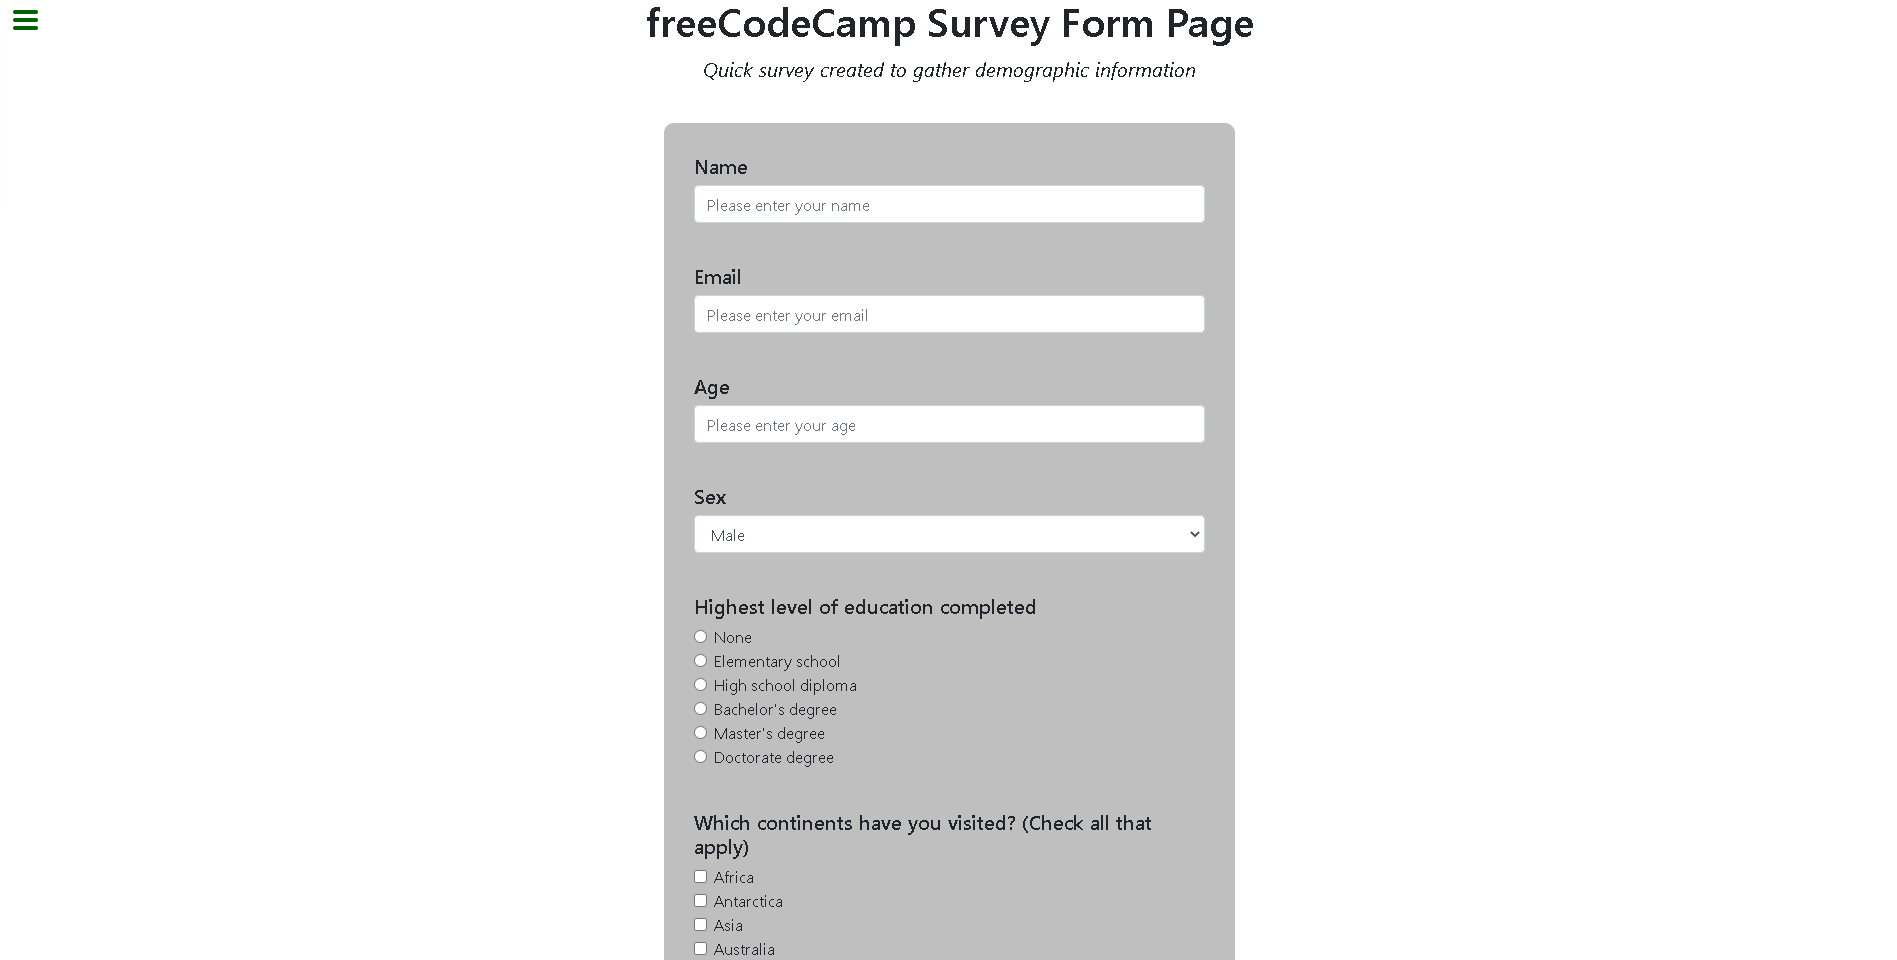 freeCodeCamp Survey Form Page
Quick survey created to gather demographic information
Name
Please enter your name
Email
Please enter your email
Age
Please enter your age
Sex
Male
Highest level of education completed
None
Elementary school
High school diploma
Bachelor's degree
Master's degree
Doctorate degree
Which continents have you visited? (Check all that
apply)
Africa
Antarctica
Asia
Australia